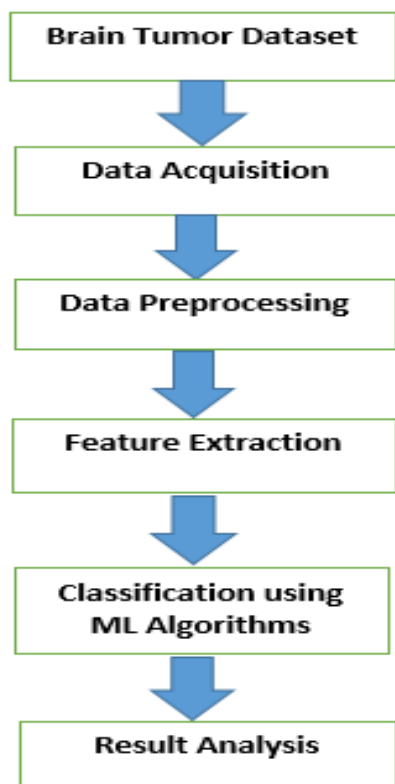 Brain Tumor Dataset
Data Acquisition
Data Preprocessing
Feature Extraction
Classification using
ML Algorithms
Result Analysis